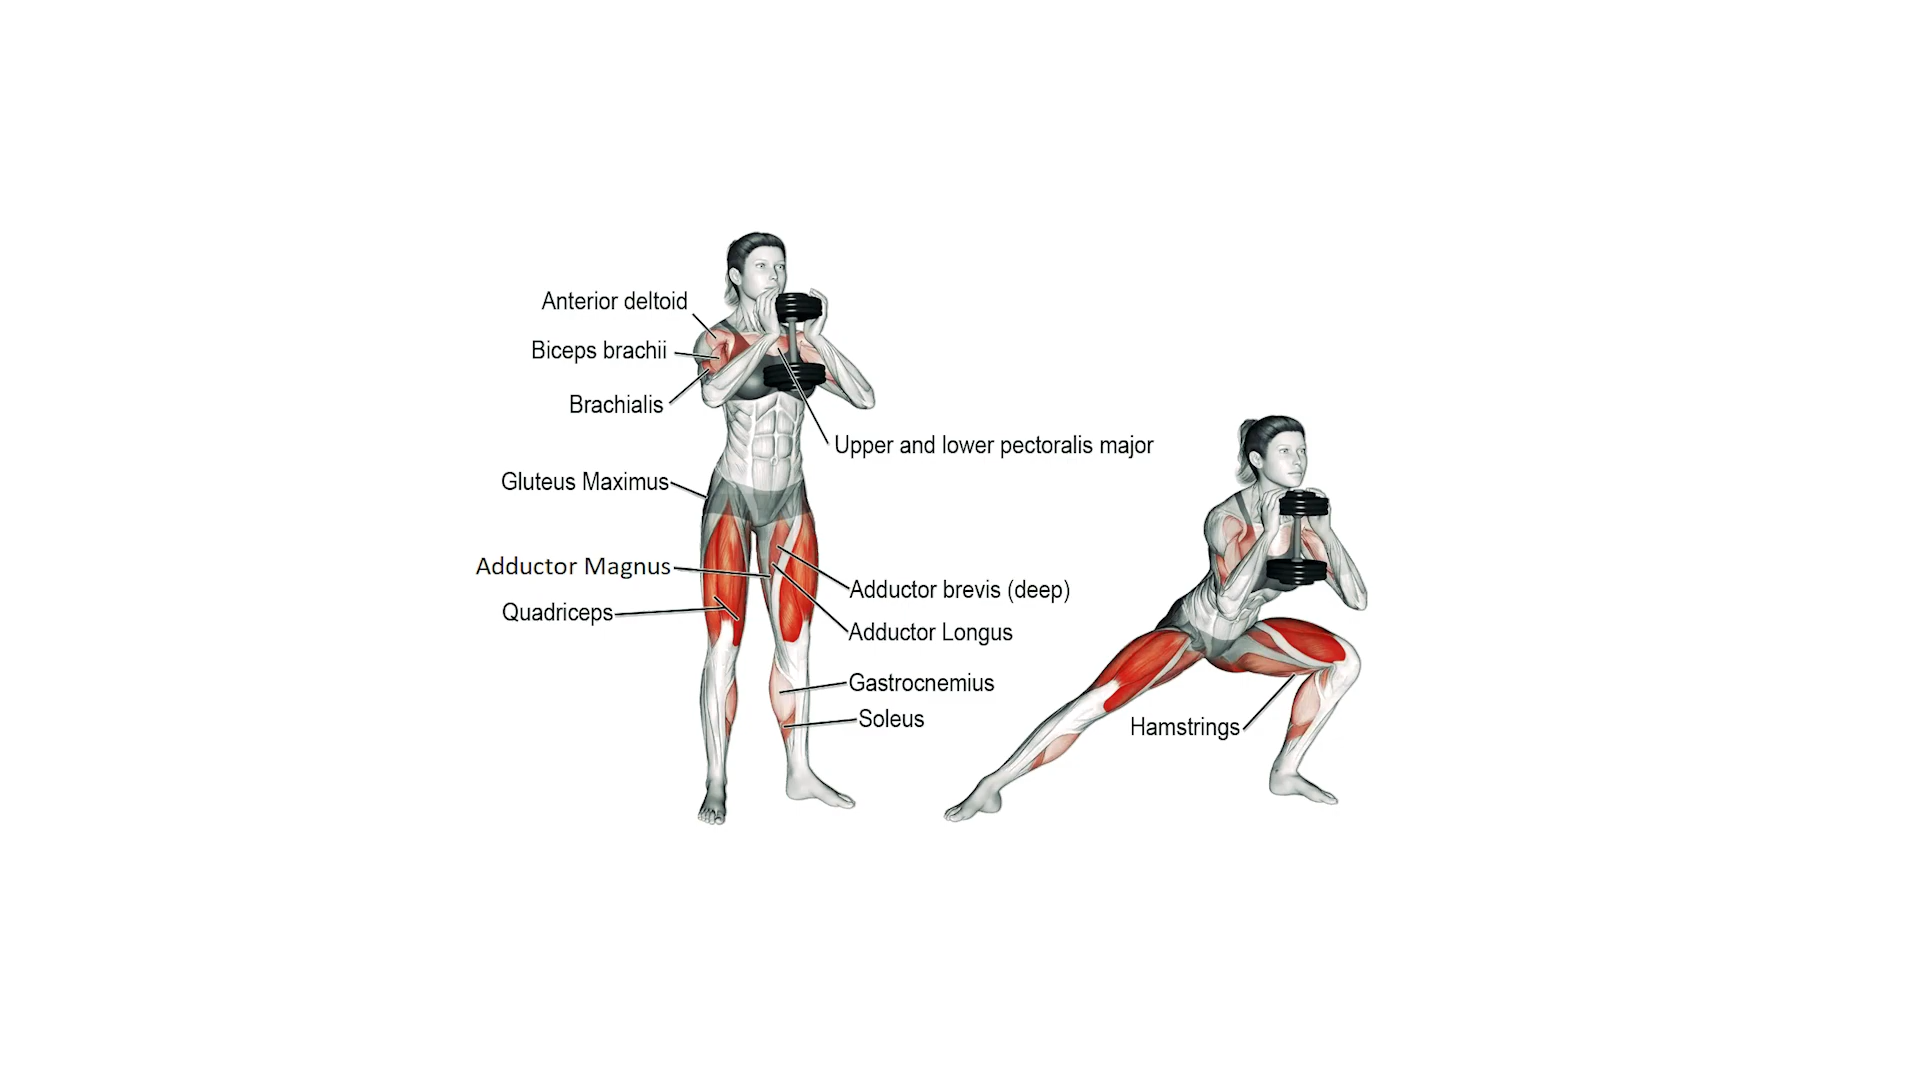 Anterior deltoid
Biceps brachii
Brachialis
Upper and lower pectoralis major
Gluteus Maximus
Adductor Magnus
Adductor brevis (deep)
Quadriceps
Adductor Longus
Gastrocnemius
Soleus
Hamstrings